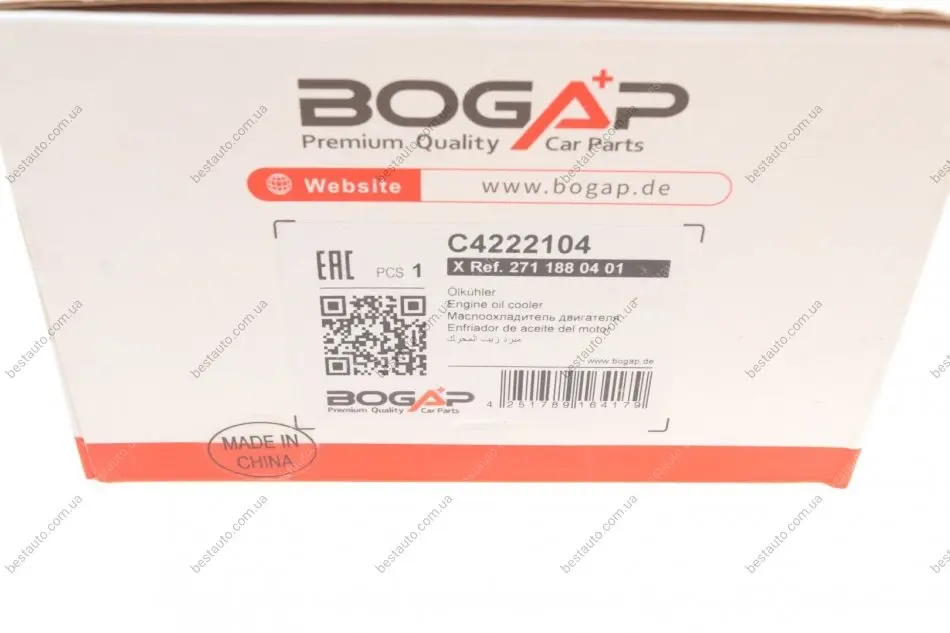 BOGAP+
Premium Quality Car Parts
Website www.bogap.de
C4222104
X Ref. 271 188 04 01
EAC PCS 1
Ölkühler
Engine oil cooler
Маслоохладитель двигателя
Enfriador de aceite del motor
مبرد زيت المحرك
www.bogap.de
BOGAP+
Premium Quality Car Parts
4 251789 164179
MADE IN
CHINA
bestauto.com.ua